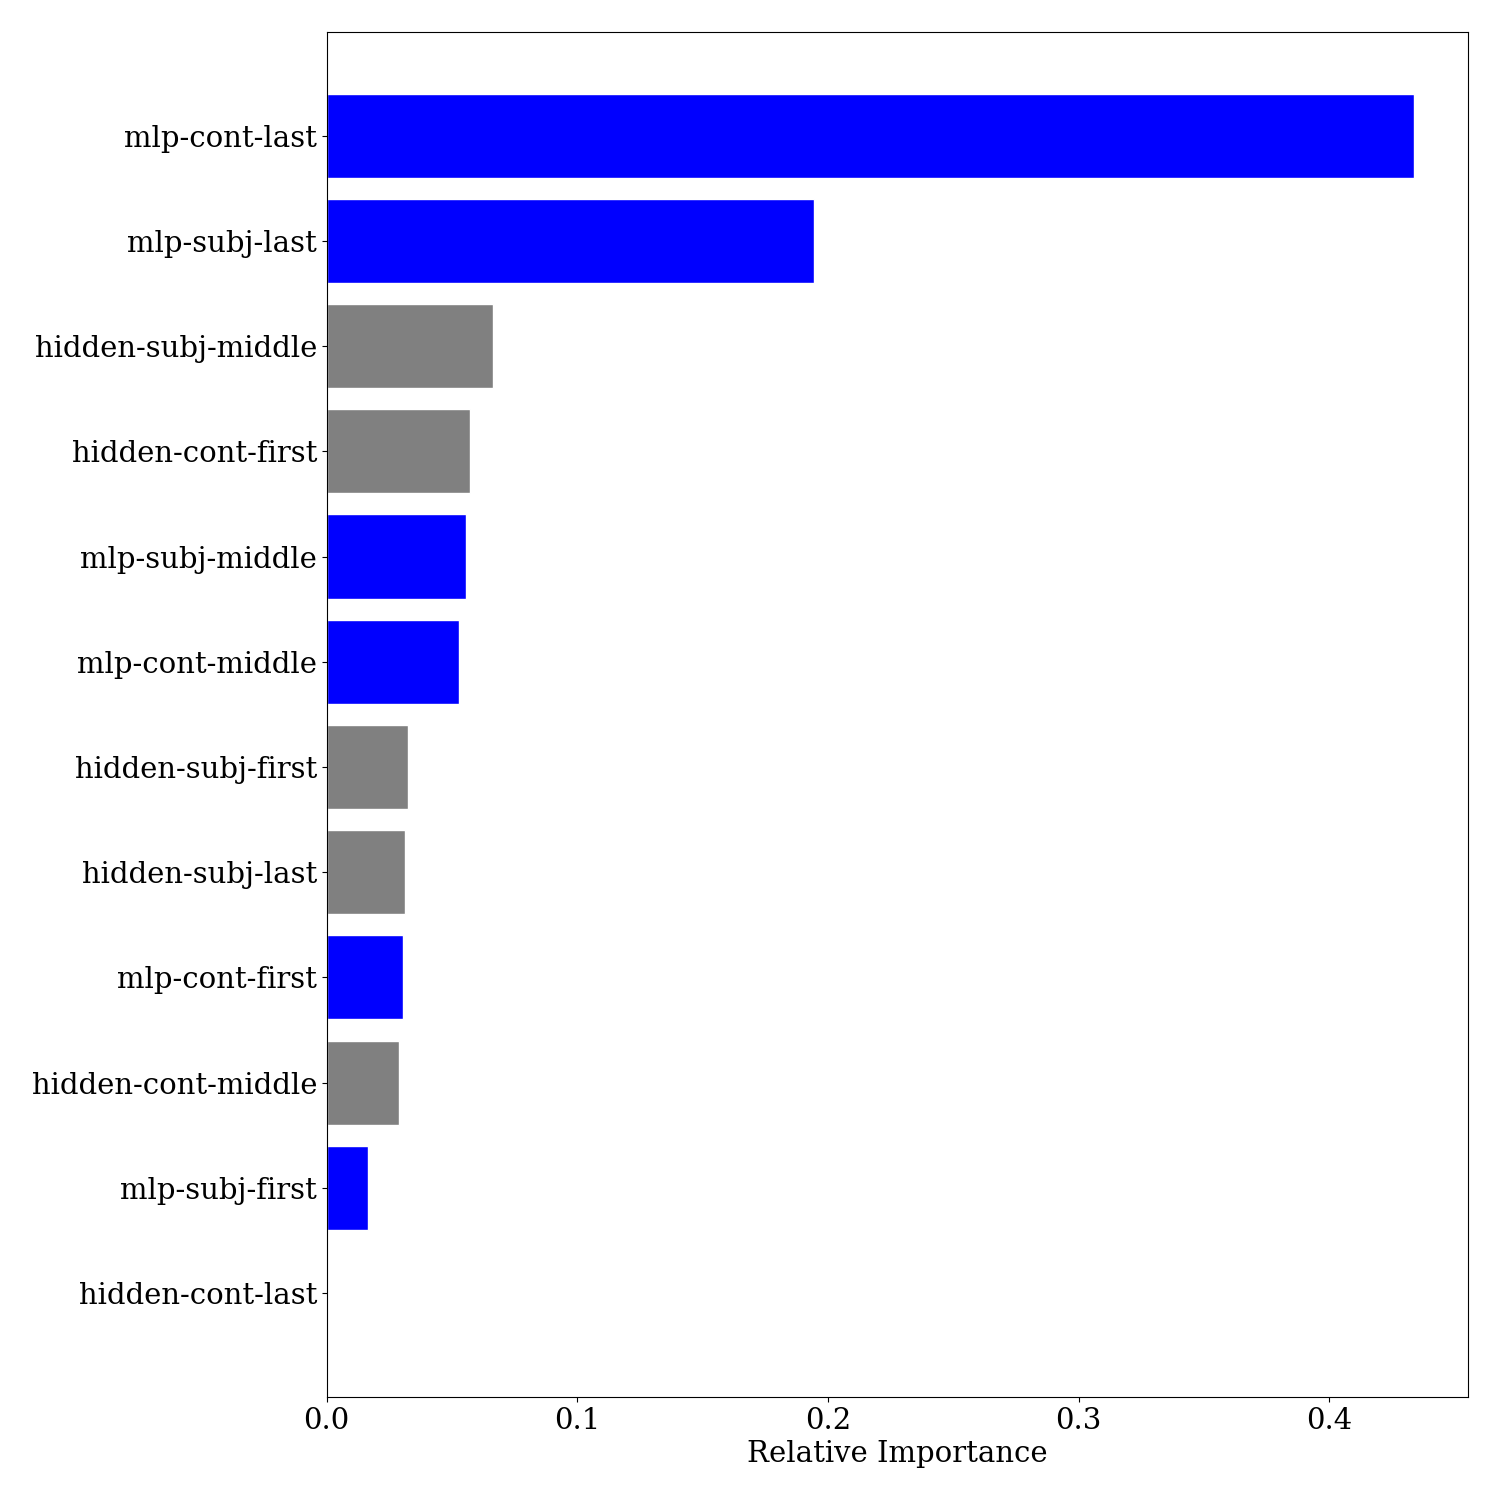 mlp-cont-last
mlp-subj-last
hidden-subj-middle
hidden-cont-first
mlp-subj-middle
mlp-cont-middle
hidden-subj-first
hidden-subj-last
mlp-cont-first
hidden-cont-middle
mlp-subj-first
hidden-cont-last
0.0 0.1 0.2 0.3 0.4
Relative Importance